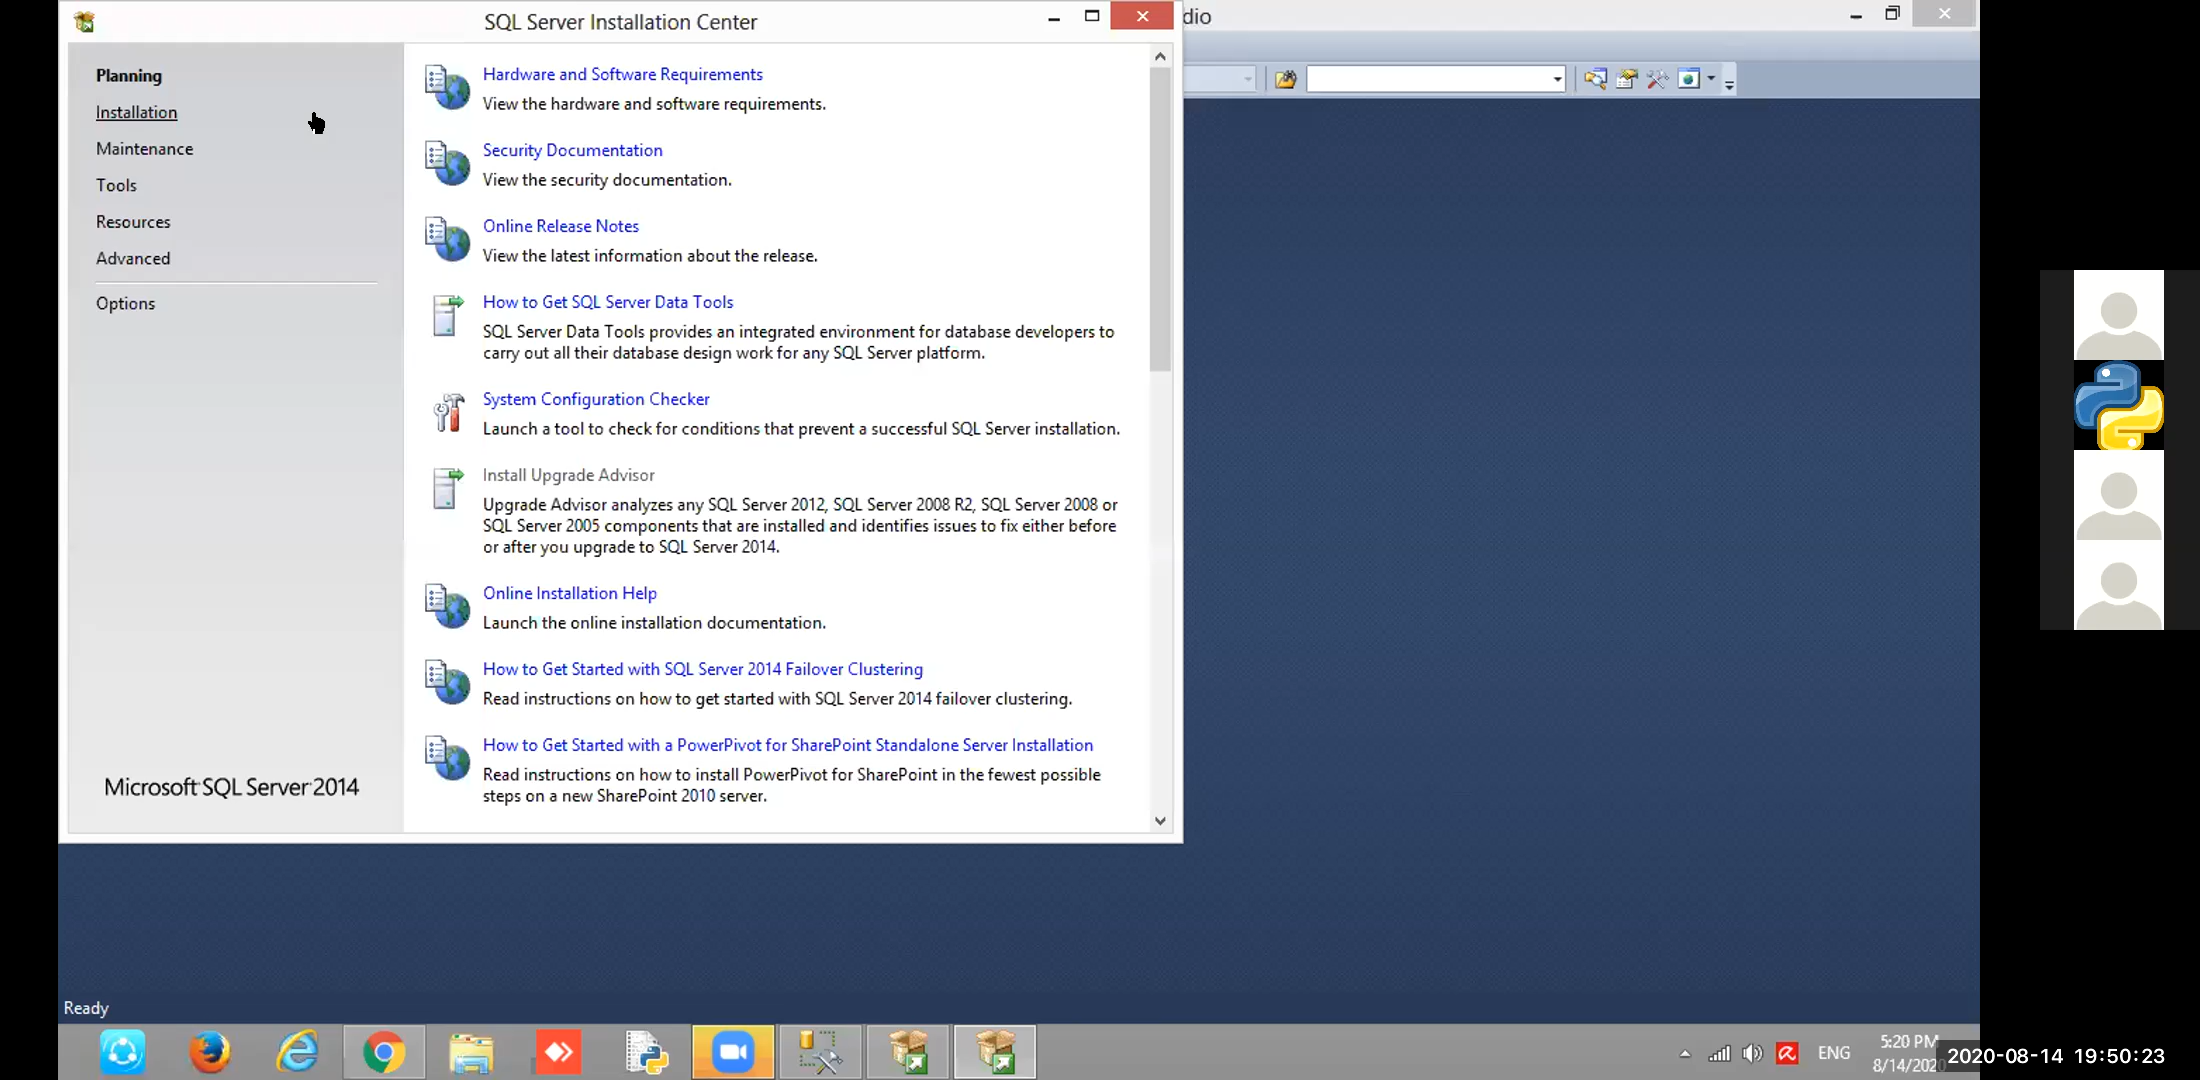 SQL Server Installation Center
dio
Planning
Installation
Maintenance
Tools
Resources
Advanced
Options
Microsoft SQL Server 2014
Hardware and Software Requirements
View the hardware and software requirements.
Security Documentation
View the security documentation.
Online Release Notes
View the latest information about the release.
How to Get SQL Server Data Tools
SQL Server Data Tools provides an integrated environment for database developers to
carry out all their database design work for any SQL Server platform.
System Configuration Checker
Launch a tool to check for conditions that prevent a successful SQL Server installation.
Install Upgrade Advisor
Upgrade Advisor analyzes any SQL Server 2012, SQL Server 2008 R2, SQL Server 2008 or
SQL Server 2005 components that are installed and identifies issues to fix either before
or after you upgrade to SQL Server 2014.
Online Installation Help
Launch the online installation documentation.
How to Get Started with SQL Server 2014 Failover Clustering
Read instructions on how to get started with SQL Server 2014 failover clustering.
How to Get Started with a PowerPivot for SharePoint Standalone Server Installation
Read instructions on how to install PowerPivot for SharePoint in the fewest possible
steps on a new SharePoint 2010 server.
Ready
ENG
5:20 PM
8/14/202
2020-08-14 19:50:23